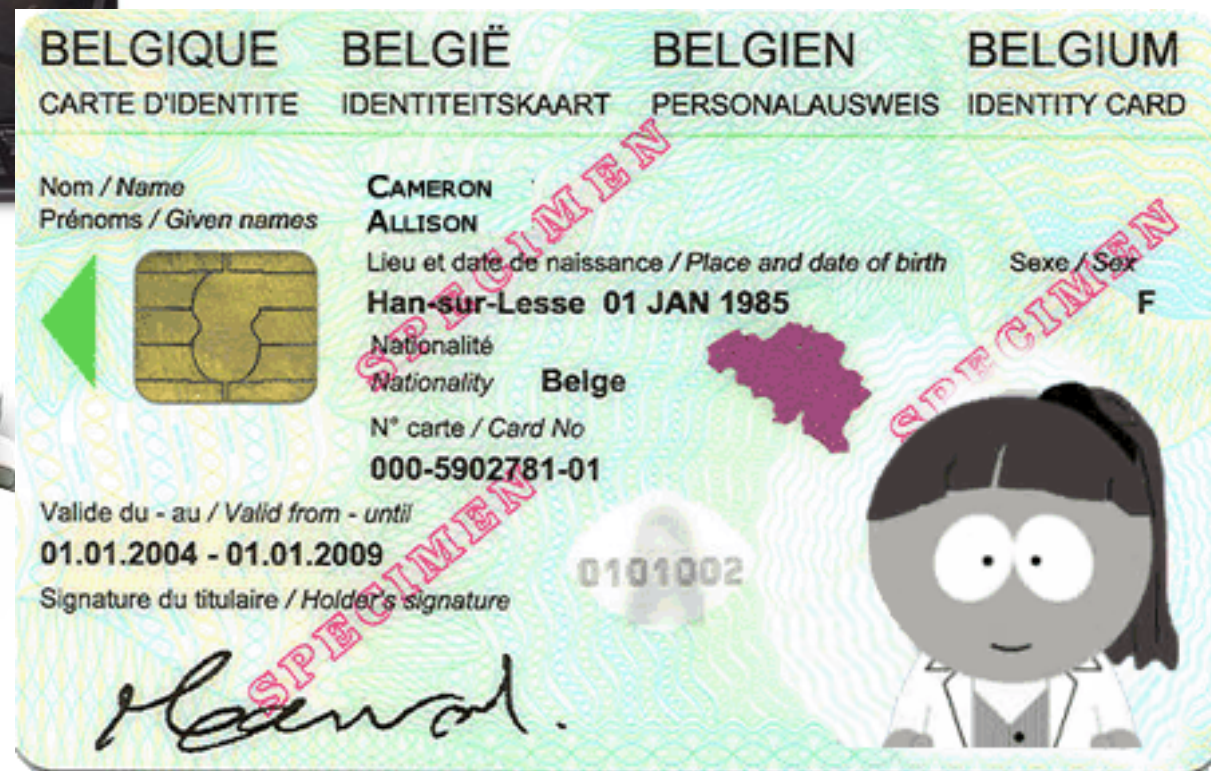 BELGIQUE BELGIË BELGIEN BELGIUM
CARTE D'IDENTITE IDENTITEITSKAART PERSONALAUSWEIS IDENTITY CARD
Nom / Name CAMERON
Prénoms / Given names ALLISON
Lieu et date de naissance / Place and date of birth Sexe / Sex
Han-sur-Lesse 01 JAN 1985 F
Nationalité
Nationality Belge
N° carte / Card No
000-5902781-01
Valide du - au / Valid from - until
01.01.2004 - 01.01.2009
0101002
Signature du titulaire / Holder's signature
SPECIMEN
SPECIMEN
SPECIMEN